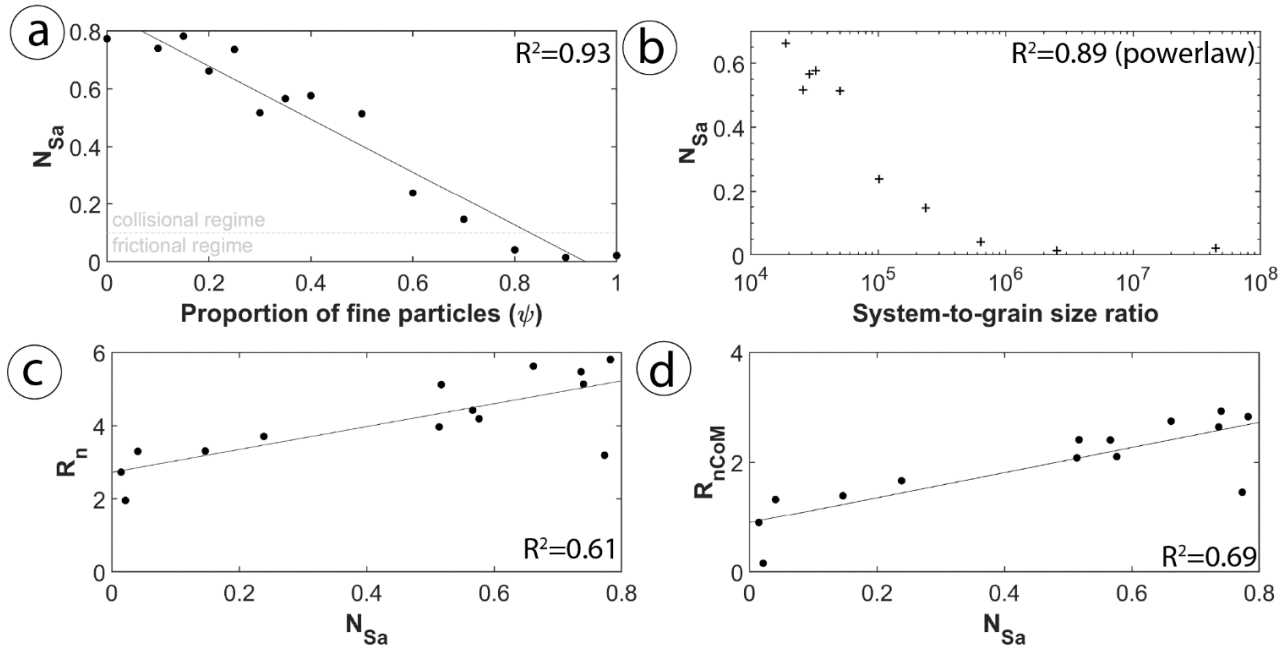 a
0.8
0.6
0.4
0.2
0
N_Sa
R²=0.93
collisional regime
frictional regime
0 0.2 0.4 0.6 0.8 1
Proportion of fine particles (ψ)
b
0.6
0.4
0.2
0
N_Sa
R²=0.89 (powerlaw)
10⁴ 10⁵ 10⁶ 10⁷ 10⁸
System-to-grain size ratio
c
6
4
2
0
R_n
R²=0.61
0 0.2 0.4 0.6 0.8
N_Sa
d
4
2
0
R_nCoM
R²=0.69
0 0.2 0.4 0.6 0.8
N_Sa